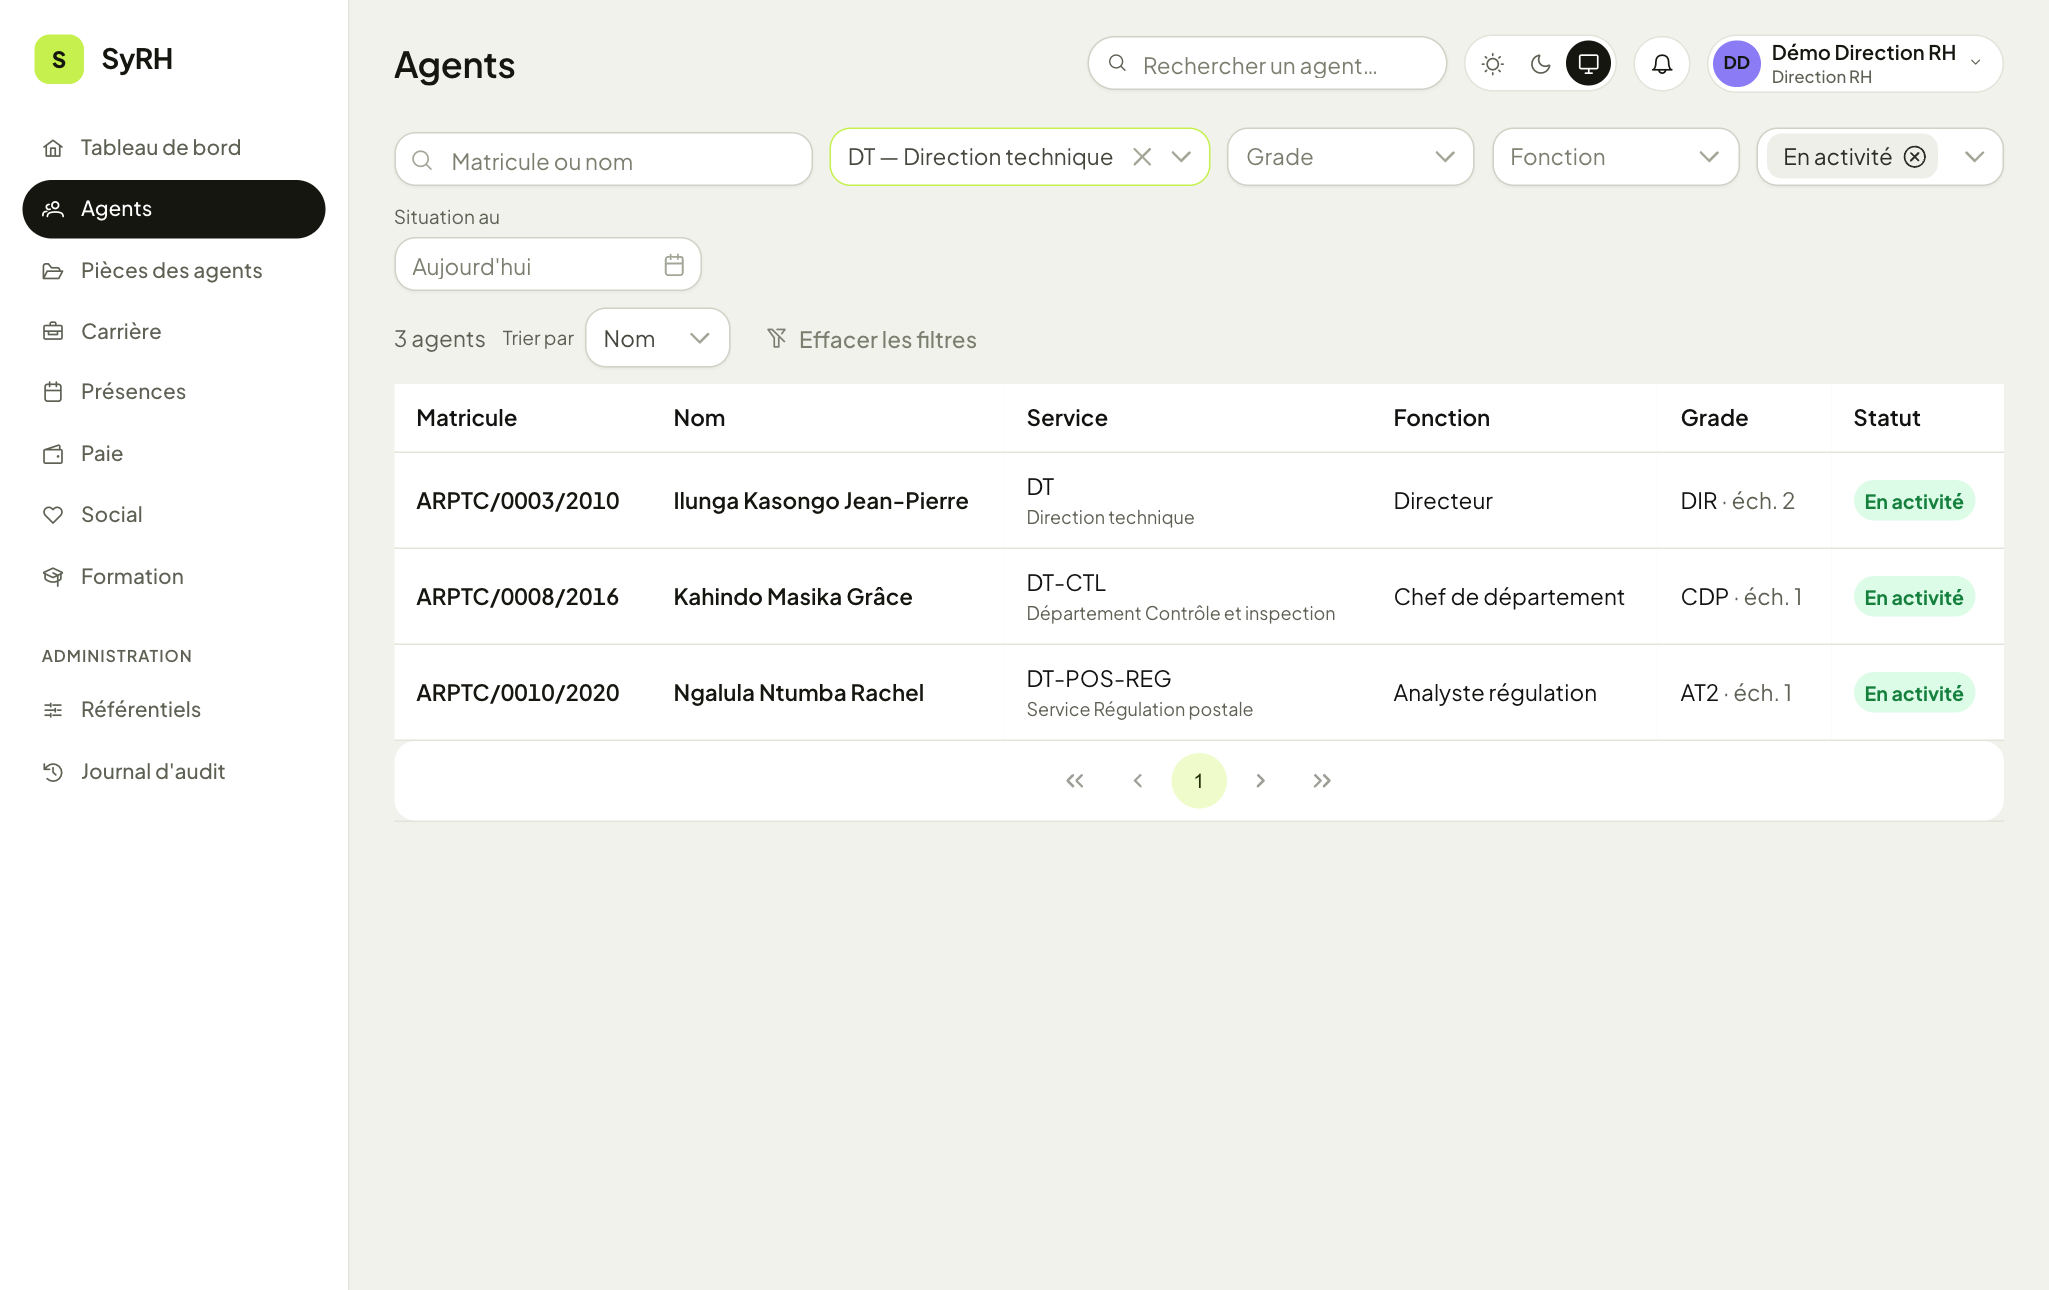 S SyRH
Tableau de bord
Agents
Pièces des agents
Carrière
Présences
Paie
Social
Formation
ADMINISTRATION
Référentiels
Journal d'audit
Agents
Rechercher un agent...
DD
Démo Direction RH
Direction RH
Matricule ou nom
DT — Direction technique
Grade
Fonction
En activité
Situation au
Aujourd'hui
3 agents Trier par Nom Effacer les filtres
Matricule Nom Service Fonction Grade Statut
ARPTC/0003/2010 Ilunga Kasongo Jean-Pierre DT Directeur DIR · éch. 2 En activité
Direction technique
ARPTC/0008/2016 Kahindo Masika Grâce DT-CTL Chef de département CDP · éch. 1 En activité
Département Contrôle et inspection
ARPTC/0010/2020 Ngalula Ntumba Rachel DT-POS-REG Analyste régulation AT2 · éch. 1 En activité
Service Régulation postale
1